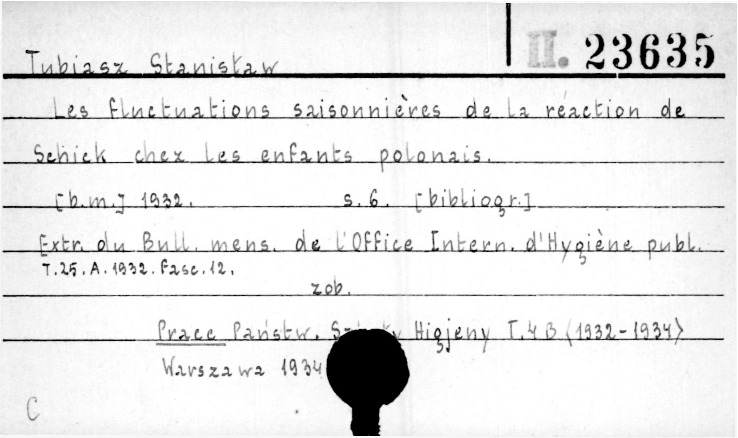 II. 23635
Tubiasz Stanisław
Les fluctuations saisonnières de la réaction de
Schick chez les enfants polonais.
[b.m.] 1932. s. 6. [bibliogr.]
Extr. du Bull. mens. de l'Office Intern. d'Hygiène publ.
T. 25. A. 1932. Fasc. 12.
zob.
Prace Państw. Higjeny T. 4 B (1932-1934)
Warszawa 1934
C